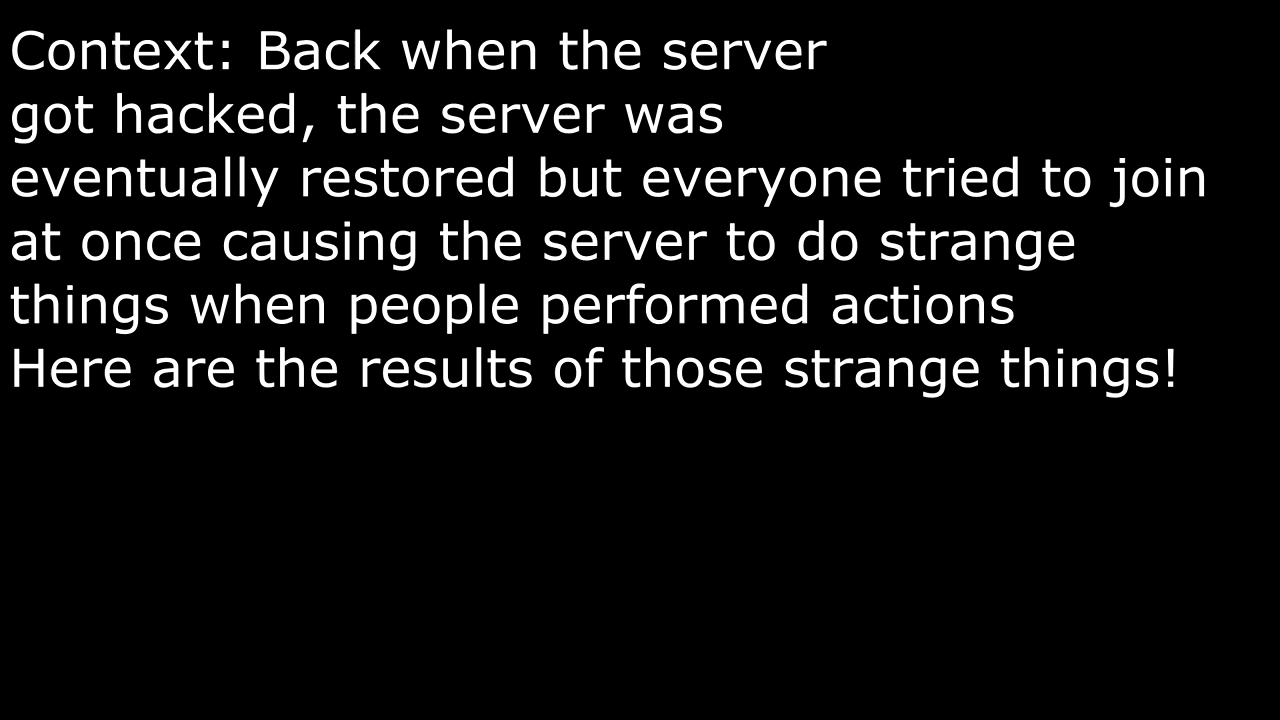 Context: Back when the server
got hacked, the server was
eventually restored but everyone tried to join
at once causing the server to do strange
things when people performed actions
Here are the results of those strange things!